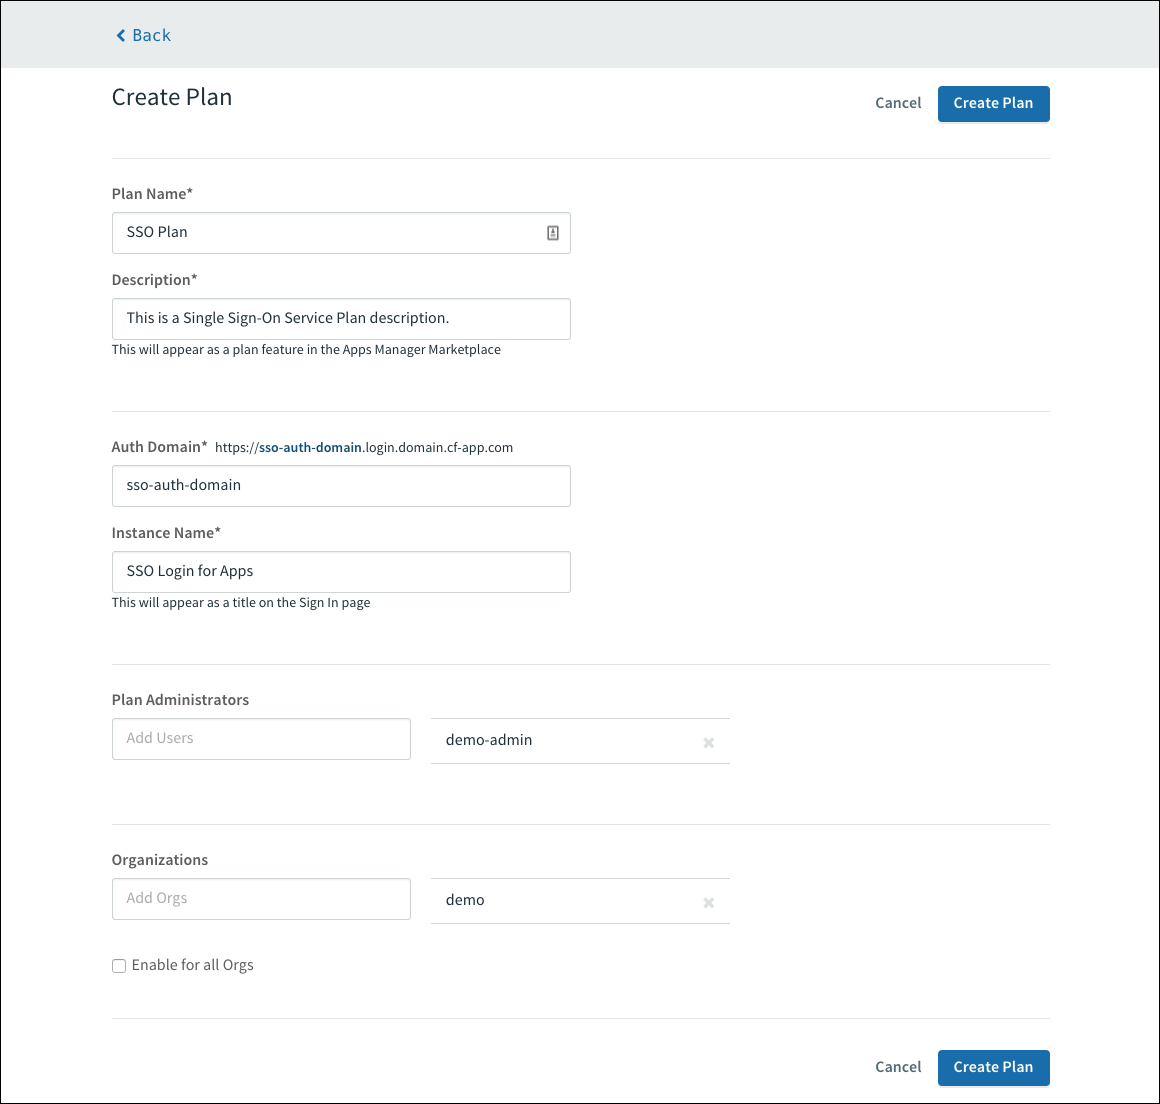 Back
Create Plan
Cancel
Create Plan
Plan Name*
SSO Plan
Description*
This is a Single Sign-On Service Plan description.
This will appear as a plan feature in the Apps Manager Marketplace
Auth Domain* https://sso-auth-domain.login.domain.cf-app.com
sso-auth-domain
Instance Name*
SSO Login for Apps
This will appear as a title on the Sign In page
Plan Administrators
Add Users
demo-admin
Organizations
Add Orgs
demo
Enable for all Orgs
Cancel
Create Plan